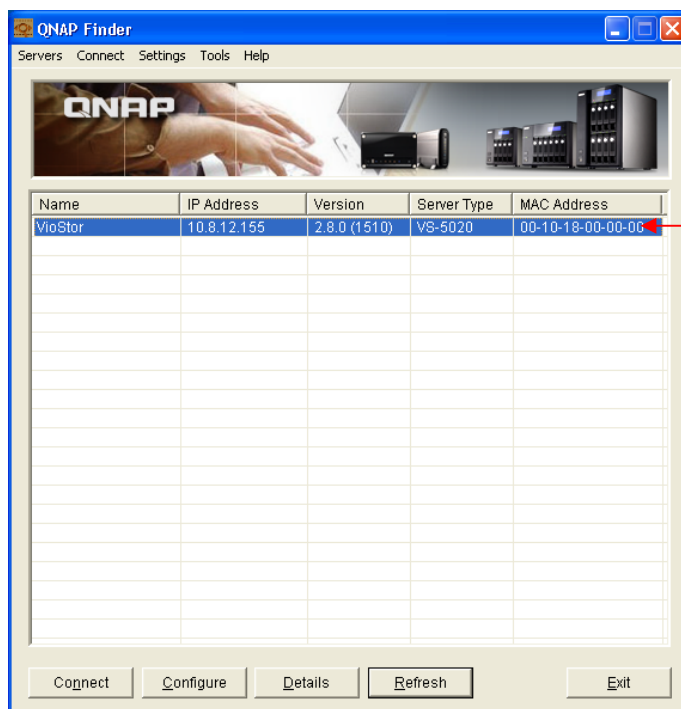 QNAP Finder
Servers Connect Settings Tools Help
QNAP
Name IP Address Version Server Type MAC Address
VioStor 10.8.12.155 2.8.0 (1510) VS-5020 00-10-18-00-00-00
Connect Configure Details Refresh Exit